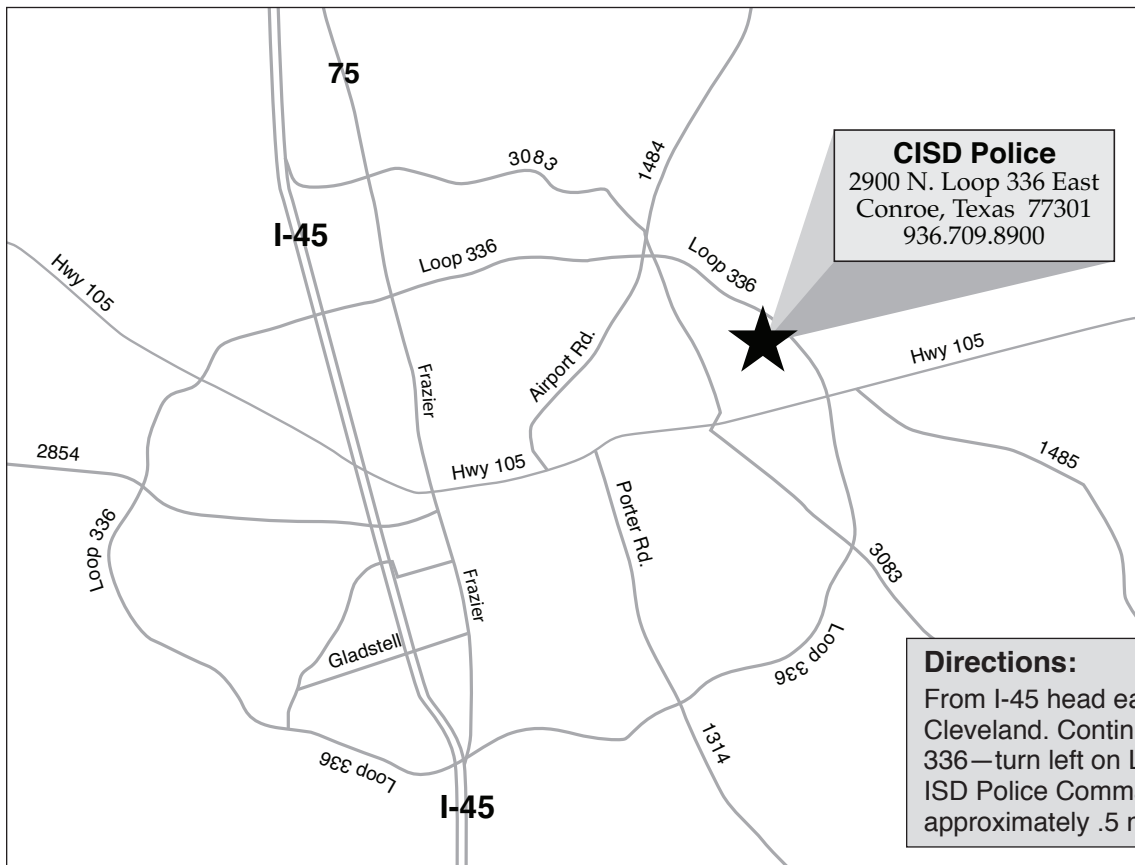 75
3083
1484
CISD Police
2900 N. Loop 336 East
Conroe, Texas  77301
936.709.8900
I-45
Loop 336
Loop 336
Hwy 105
Airport Rd.
Hwy 105
Frazier
2854
Hwy 105
1485
Porter Rd.
Loop 336
3083
Frazier
Gladstell
Loop 336
Directions:
From I-45 head ea
Cleveland. Contin
336—turn left on L
ISD Police Comm
approximately .5 m
1314
Loop 336
I-45